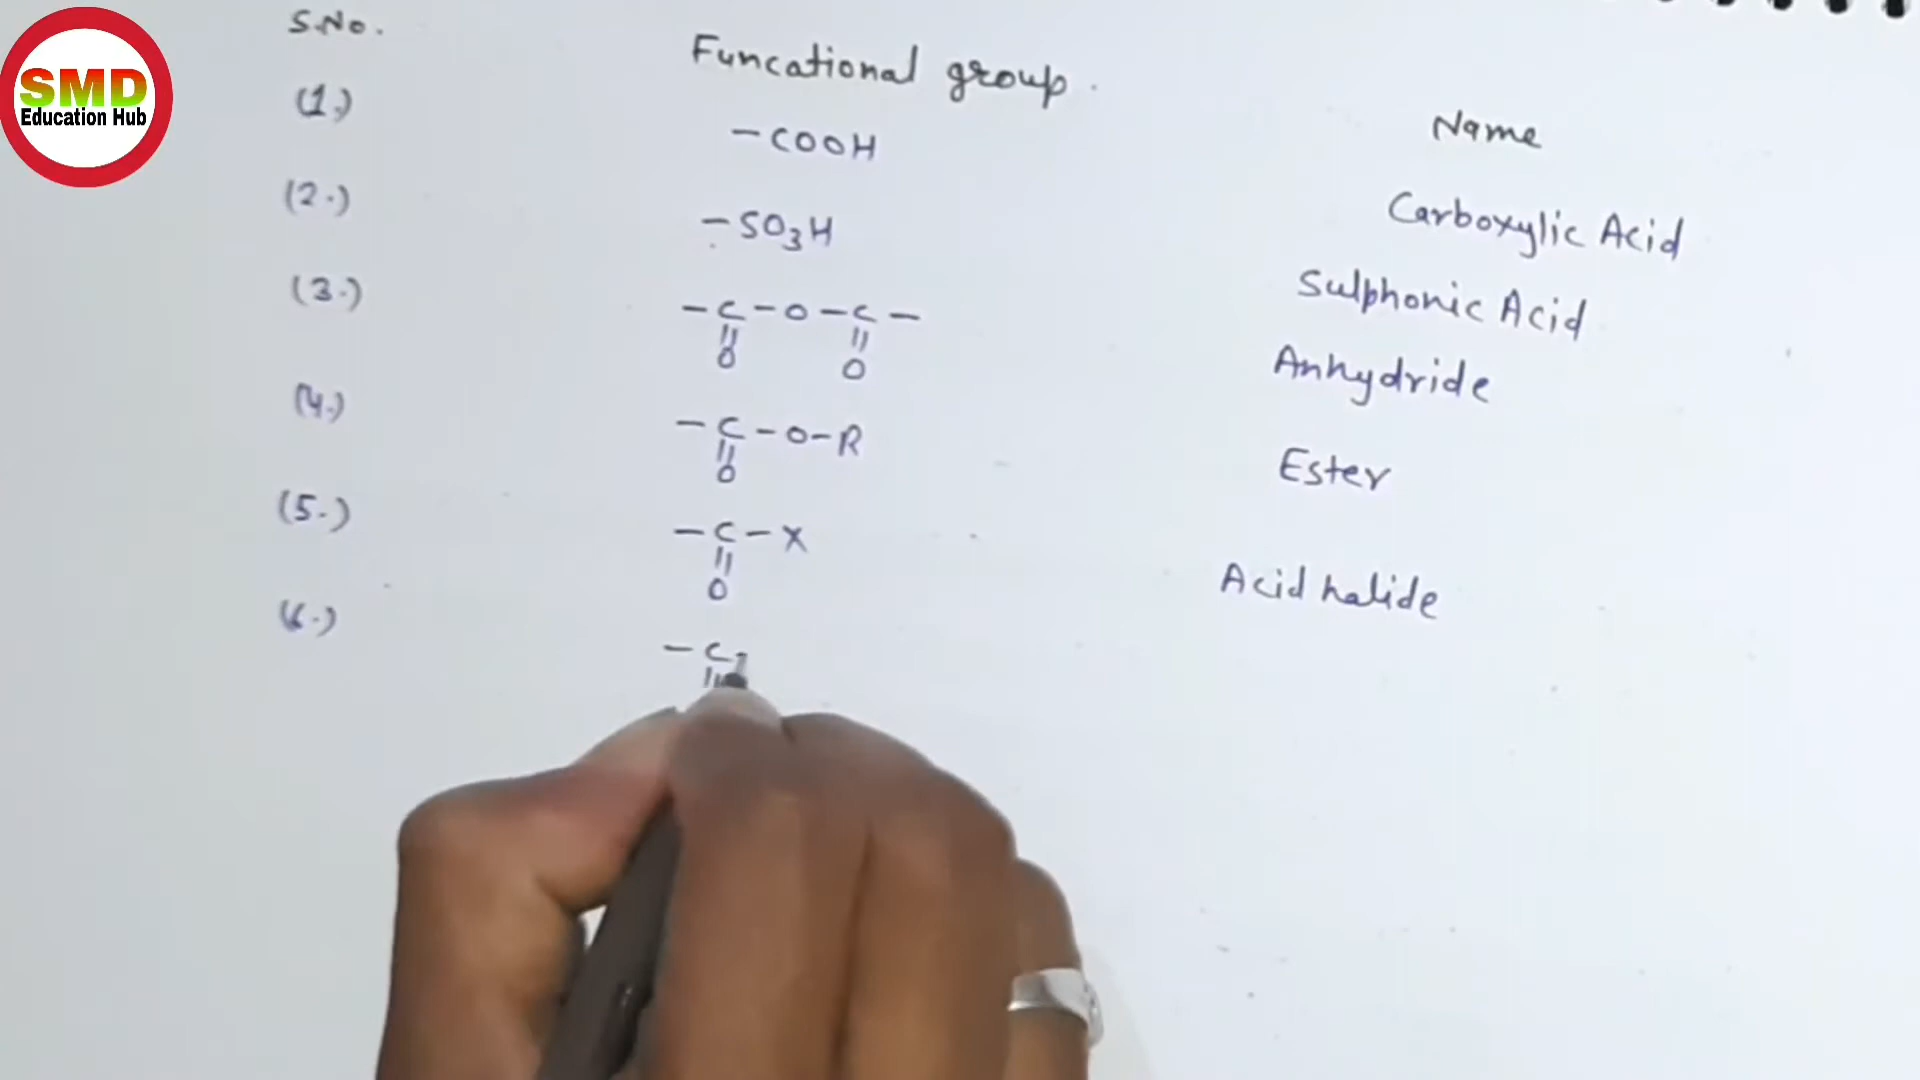 SMD
Education Hub
S.No. Funcational group. Name
(1.) -COOH Carboxylic Acid
(2.) -SO3H Sulphonic Acid
(3.) -C-O-C- Anhydride
|| ||
O O
(4.) -C-O-R Ester
||
O
(5.) -C-X Acid halide
||
O
(6.) -C
||